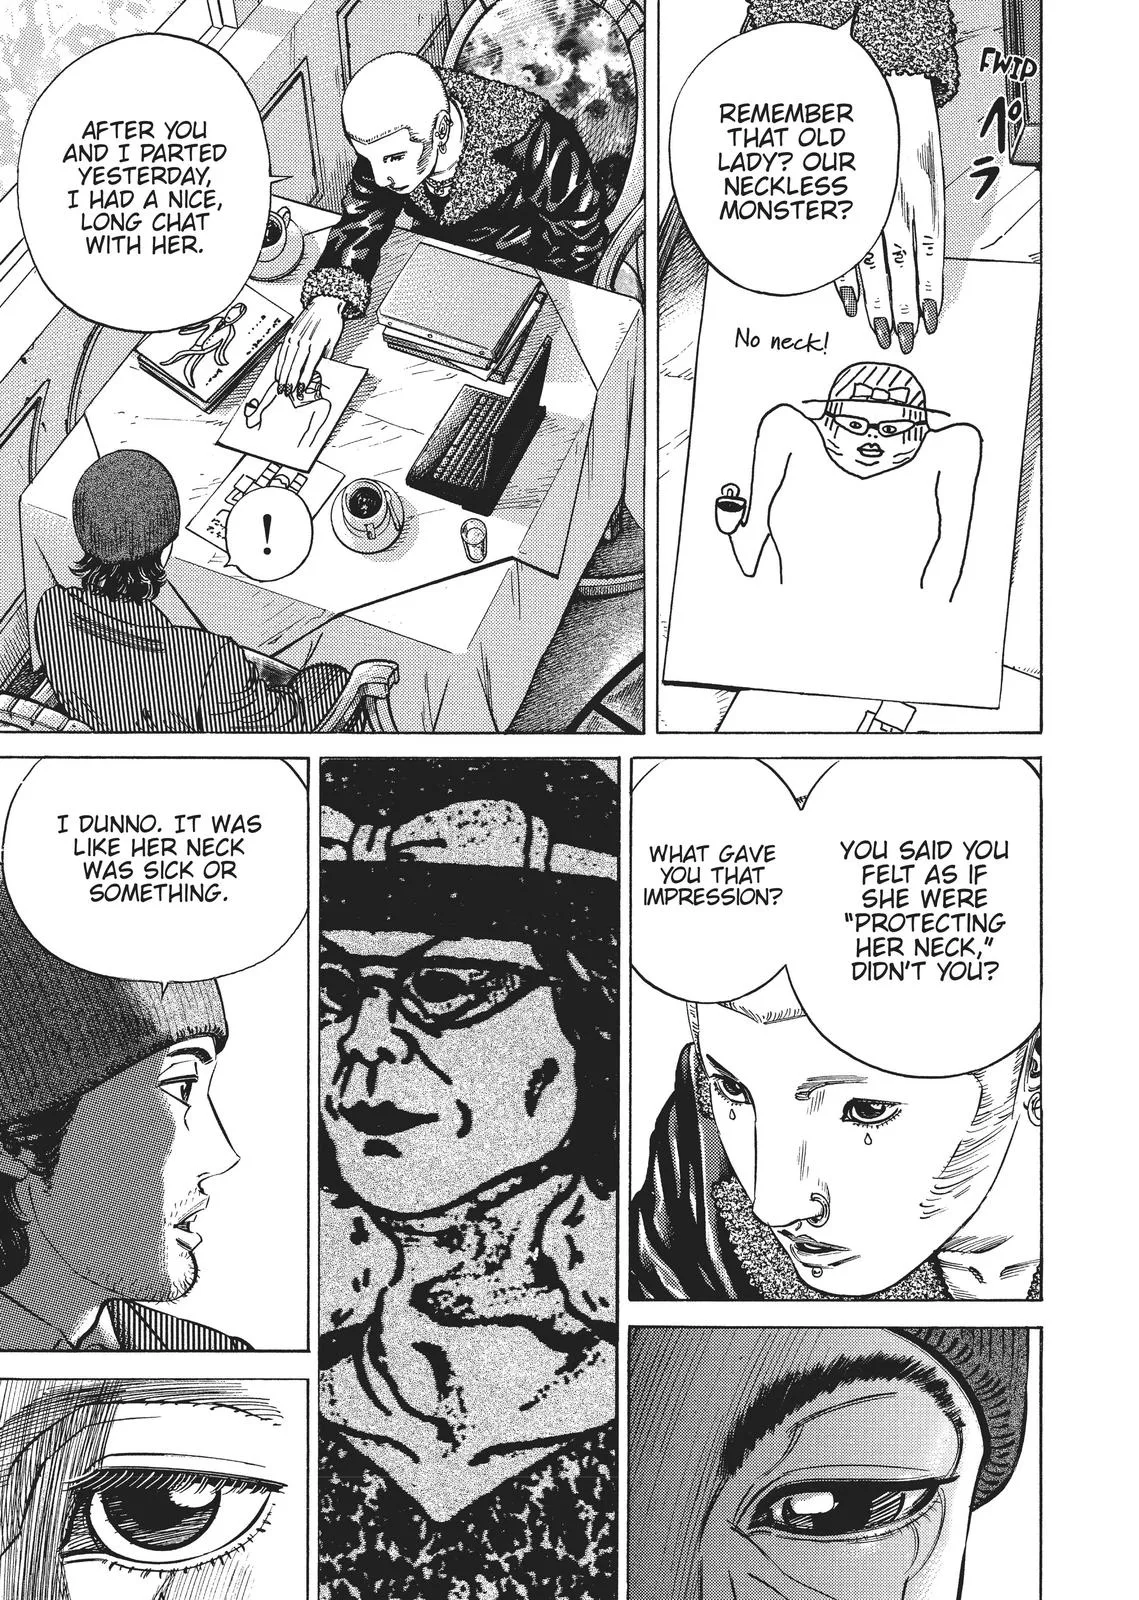 REMEMBER
THAT OLD
LADY? OUR
NECKLESS
MONSTER?
FWIP
ペラ
No neck!
AFTER YOU
AND I PARTED
YESTERDAY,
I HAD A NICE,
LONG CHAT
WITH HER.
!
YOU SAID YOU
FELT AS IF
SHE WERE
"PROTECTING
HER NECK,"
DIDN'T YOU?
WHAT GAVE
YOU THAT
IMPRESSION?
I DUNNO. IT WAS
LIKE HER NECK
WAS SICK OR
SOMETHING.